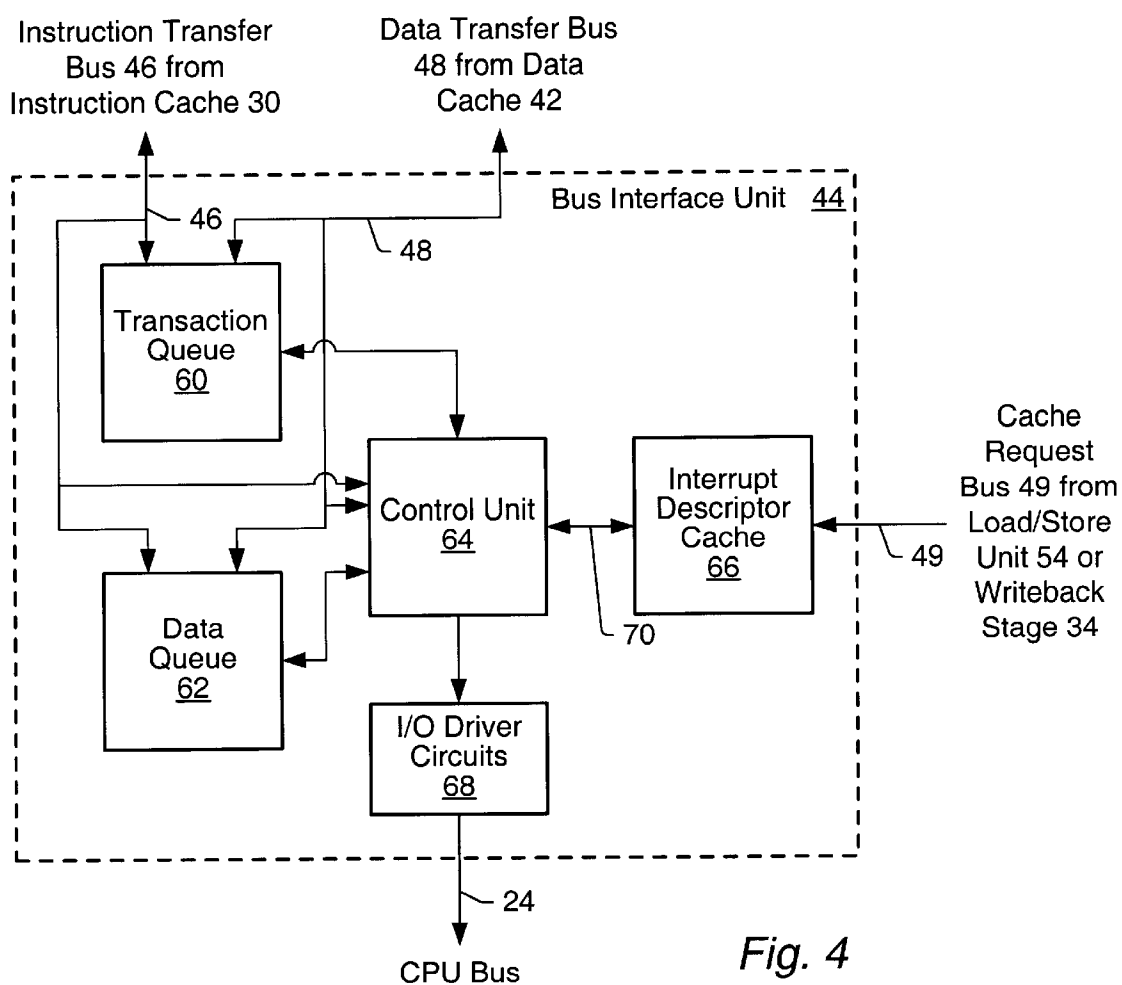 Instruction Transfer
Bus 46 from
Instruction Cache 30
Data Transfer Bus
48 from Data
Cache 42
Bus Interface Unit 44
46
48
Transaction
Queue
60
Control Unit
64
Interrupt
Descriptor
Cache
66
Cache
Request
Bus 49 from
Load/Store
Unit 54 or
Writeback
Stage 34
49
70
Data
Queue
62
I/O Driver
Circuits
68
24
CPU Bus
Fig. 4